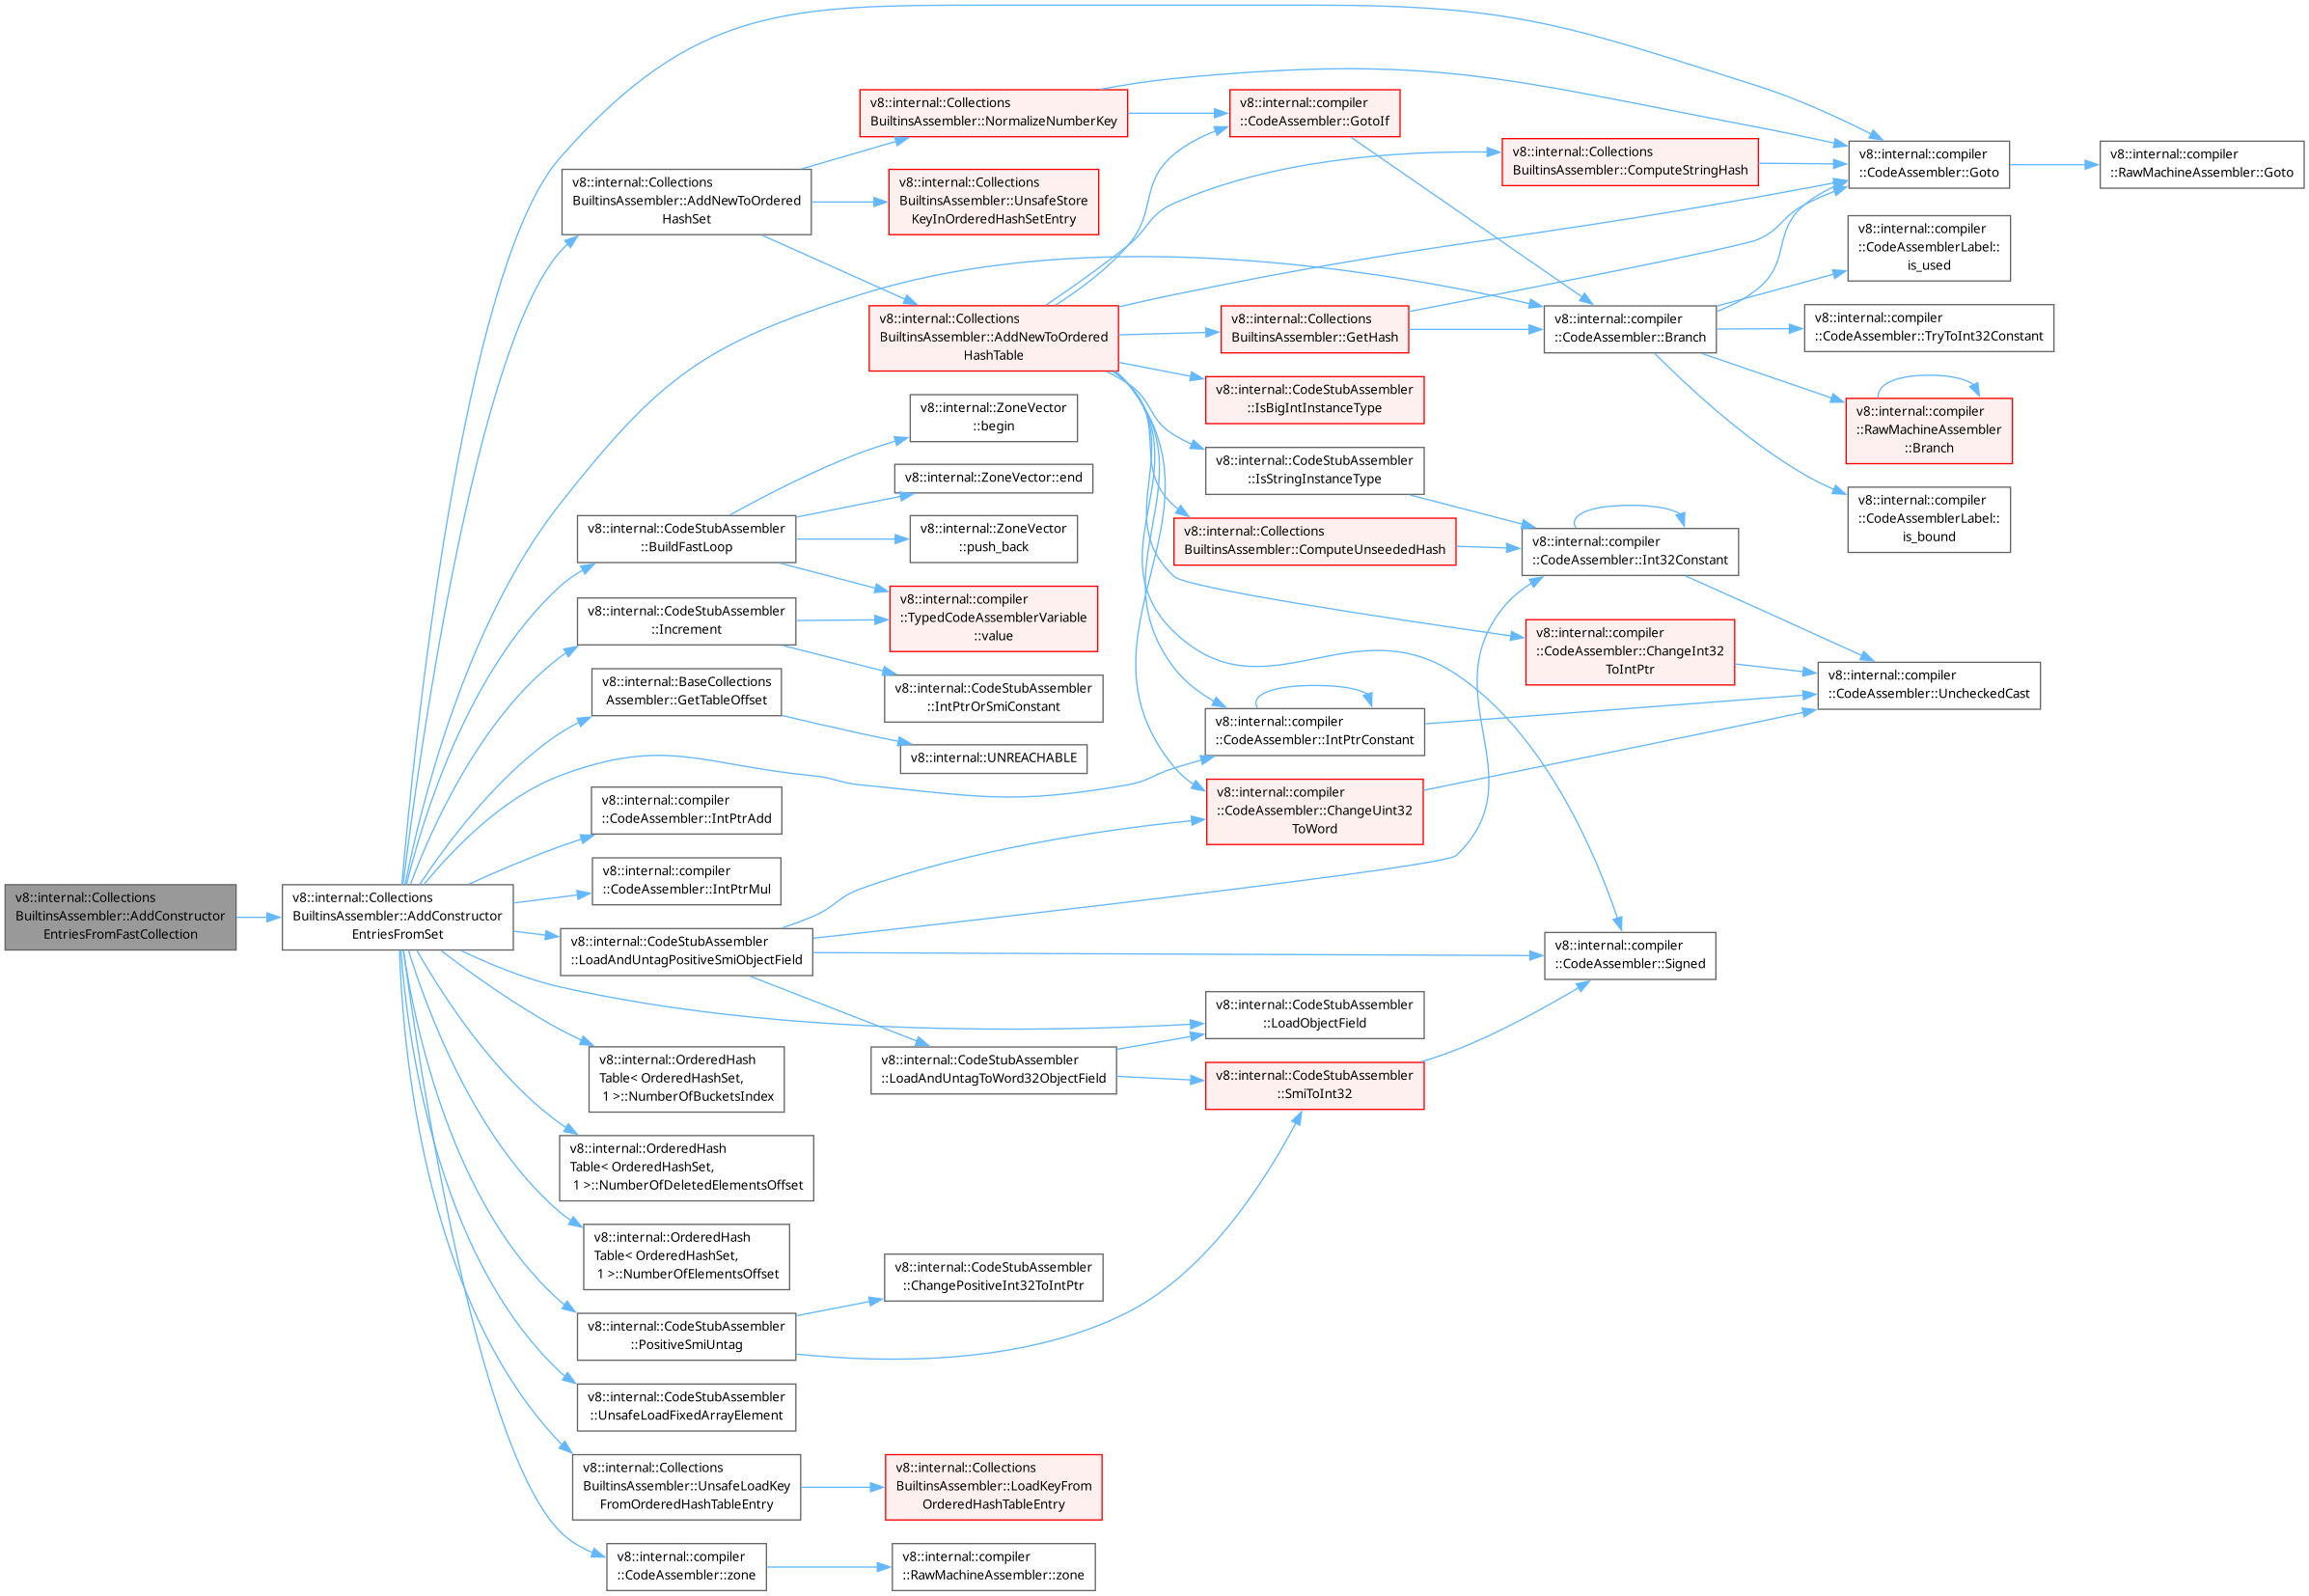 v8::internal::Collections
BuiltinsAssembler::AddConstructor
EntriesFromFastCollection
v8::internal::Collections
BuiltinsAssembler::AddConstructor
EntriesFromSet
v8::internal::Collections
BuiltinsAssembler::AddNewToOrdered
HashSet
v8::internal::CodeStubAssembler
::BuildFastLoop
v8::internal::CodeStubAssembler
::Increment
v8::internal::BaseCollections
Assembler::GetTableOffset
v8::internal::compiler
::CodeAssembler::IntPtrAdd
v8::internal::compiler
::CodeAssembler::IntPtrMul
v8::internal::CodeStubAssembler
::LoadAndUntagPositiveSmiObjectField
v8::internal::OrderedHash
Table< OrderedHashSet,
1 >::NumberOfBucketsIndex
v8::internal::OrderedHash
Table< OrderedHashSet,
1 >::NumberOfDeletedElementsOffset
v8::internal::OrderedHash
Table< OrderedHashSet,
1 >::NumberOfElementsOffset
v8::internal::CodeStubAssembler
::PositiveSmiUntag
v8::internal::CodeStubAssembler
::UnsafeLoadFixedArrayElement
v8::internal::Collections
BuiltinsAssembler::UnsafeLoadKey
FromOrderedHashTableEntry
v8::internal::compiler
::CodeAssembler::zone
v8::internal::Collections
BuiltinsAssembler::NormalizeNumberKey
v8::internal::Collections
BuiltinsAssembler::UnsafeStore
KeyInOrderedHashSetEntry
v8::internal::Collections
BuiltinsAssembler::AddNewToOrdered
HashTable
v8::internal::ZoneVector
::begin
v8::internal::ZoneVector::end
v8::internal::ZoneVector
::push_back
v8::internal::compiler
::TypedCodeAssemblerVariable
::value
v8::internal::CodeStubAssembler
::IntPtrOrSmiConstant
v8::internal::UNREACHABLE
v8::internal::CodeStubAssembler
::LoadAndUntagToWord32ObjectField
v8::internal::CodeStubAssembler
::ChangePositiveInt32ToIntPtr
v8::internal::Collections
BuiltinsAssembler::LoadKeyFrom
OrderedHashTableEntry
v8::internal::compiler
::RawMachineAssembler::zone
v8::internal::compiler
::CodeAssembler::GotoIf
v8::internal::Collections
BuiltinsAssembler::GetHash
v8::internal::CodeStubAssembler
::IsBigIntInstanceType
v8::internal::CodeStubAssembler
::IsStringInstanceType
v8::internal::Collections
BuiltinsAssembler::ComputeUnseededHash
v8::internal::compiler
::CodeAssembler::IntPtrConstant
v8::internal::compiler
::CodeAssembler::ChangeUint32
ToWord
v8::internal::CodeStubAssembler
::LoadObjectField
v8::internal::CodeStubAssembler
::SmiToInt32
v8::internal::Collections
BuiltinsAssembler::ComputeStringHash
v8::internal::compiler
::CodeAssembler::Branch
v8::internal::compiler
::CodeAssembler::Int32Constant
v8::internal::compiler
::CodeAssembler::ChangeInt32
ToIntPtr
v8::internal::compiler
::CodeAssembler::Signed
v8::internal::compiler
::CodeAssembler::Goto
v8::internal::compiler
::CodeAssemblerLabel::
is_used
v8::internal::compiler
::CodeAssembler::TryToInt32Constant
v8::internal::compiler
::RawMachineAssembler
::Branch
v8::internal::compiler
::CodeAssemblerLabel::
is_bound
v8::internal::compiler
::CodeAssembler::UncheckedCast
v8::internal::compiler
::RawMachineAssembler::Goto